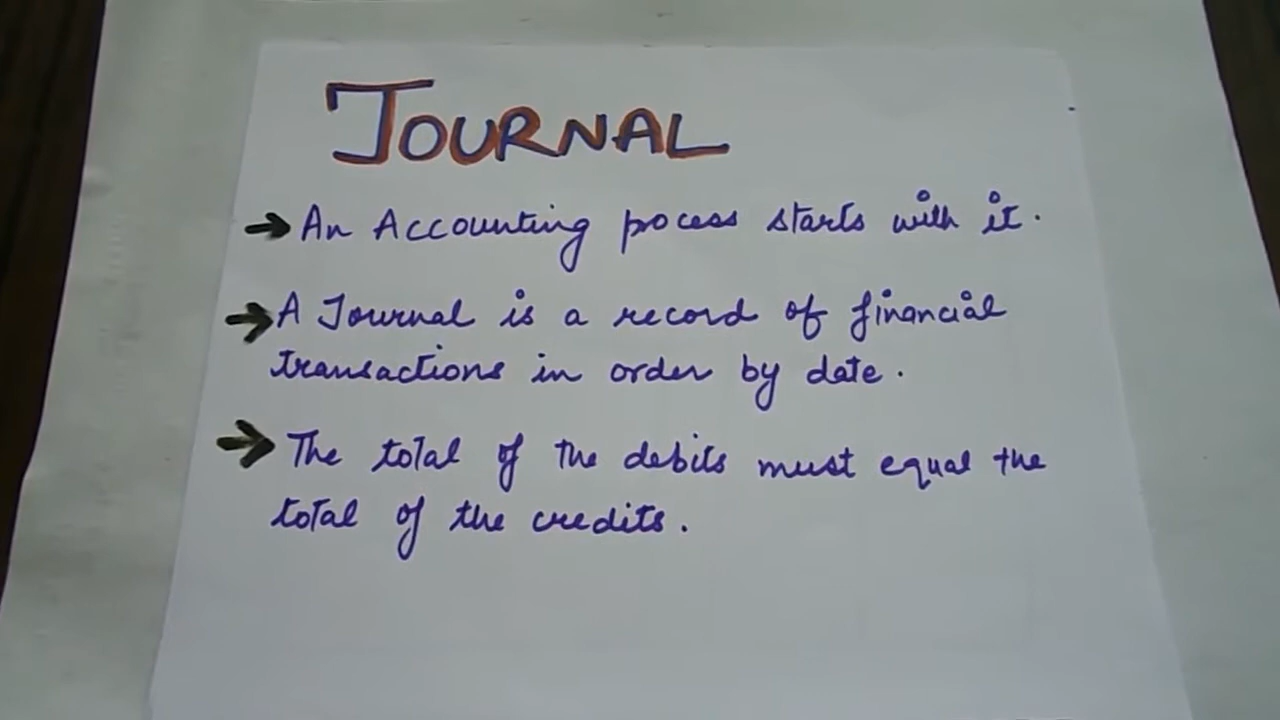 JOURNAL
→ An Accounting process starts with it.
→ A Journal is a record of financial
transactions in order by date.
→ The total of the debits must equal the
total of the credits.